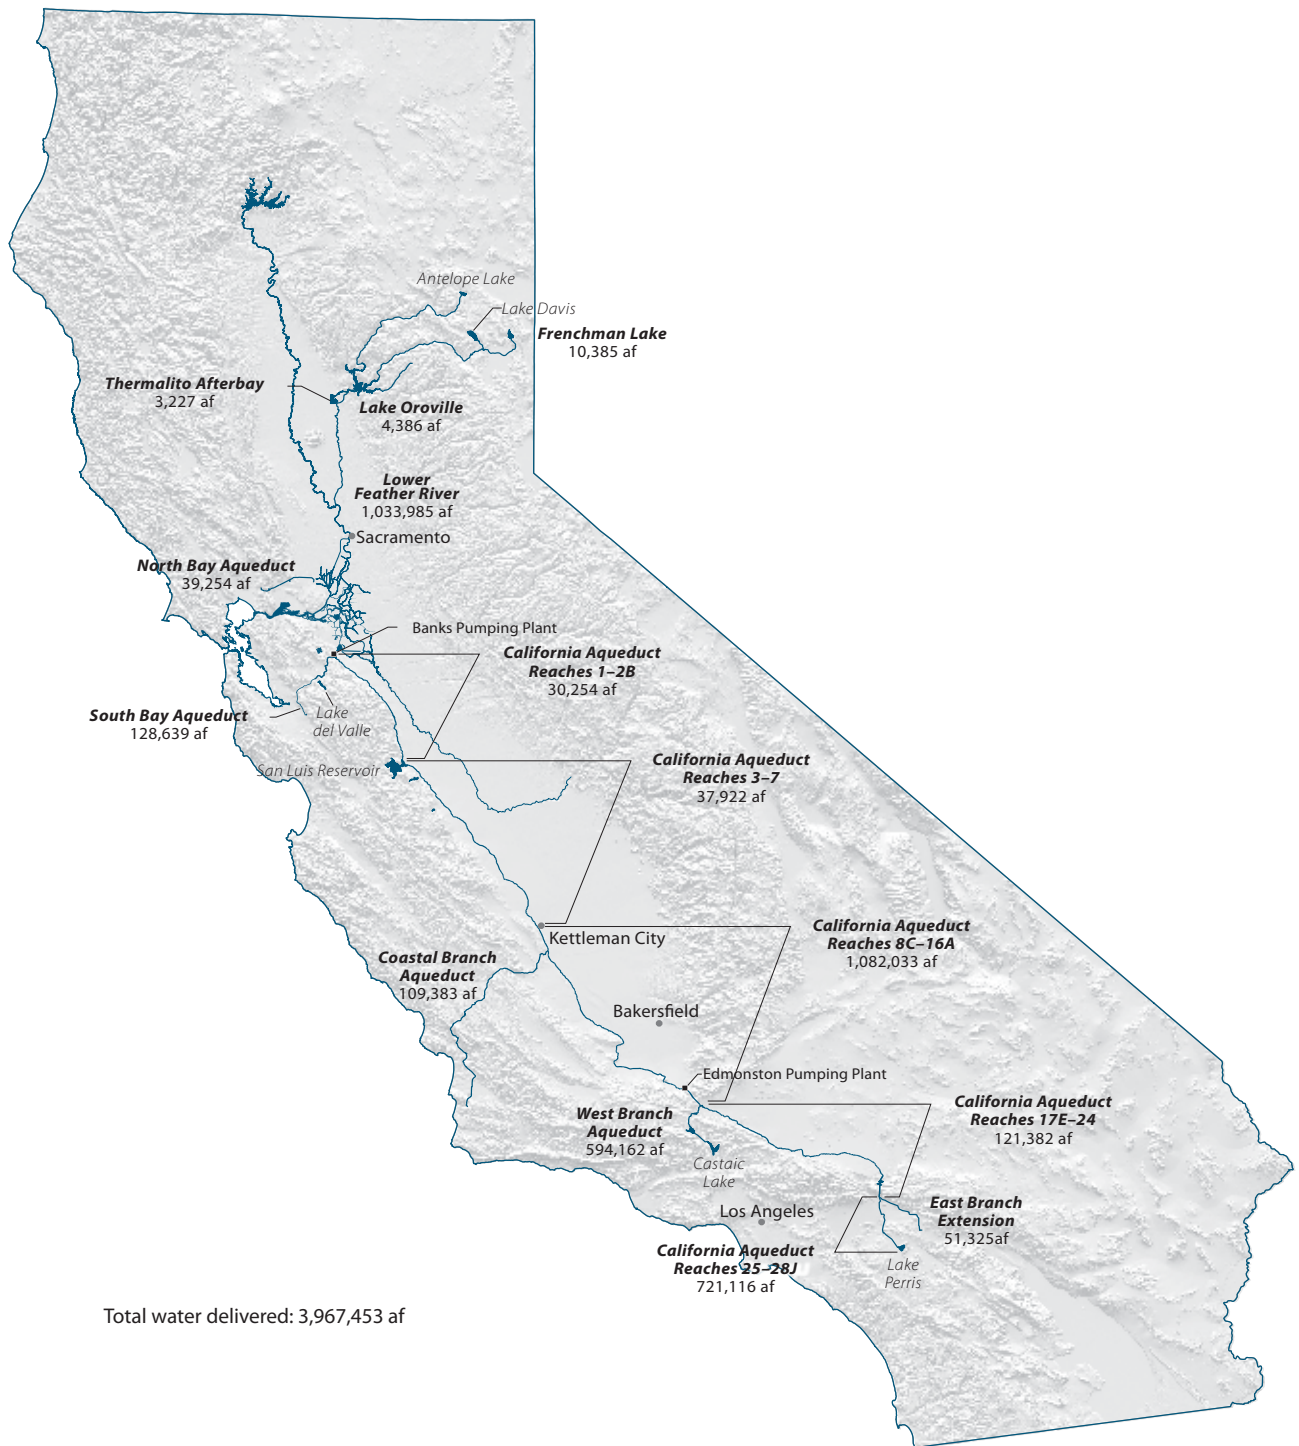 Antelope Lake
Lake Davis
Frenchman Lake
10,385 af
Thermalito Afterbay
3,227 af
Lake Oroville
4,386 af
Lower
Feather River
1,033,985 af
Sacramento
North Bay Aqueduct
39,254 af
Banks Pumping Plant
California Aqueduct
Reaches 1–2B
30,254 af
South Bay Aqueduct
128,639 af
Lake
del Valle
San Luis Reservoir
California Aqueduct
Reaches 3–7
37,922 af
Kettleman City
California Aqueduct
Reaches 8C–16A
1,082,033 af
Coastal Branch
Aqueduct
109,383 af
Bakersfield
Edmonston Pumping Plant
West Branch
Aqueduct
594,162 af
Castaic
Lake
California Aqueduct
Reaches 17E–24
121,382 af
Los Angeles
East Branch
Extension
51,325af
California Aqueduct
Reaches 25–28J
721,116 af
Lake
Perris
Total water delivered: 3,967,453 af